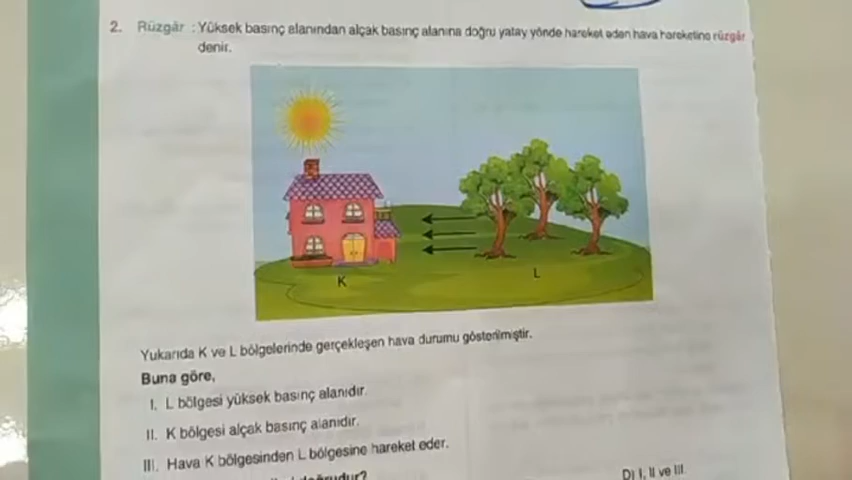 2. Rüzgâr : Yüksek basınç alanından alçak basınç alanına doğru yatay yönde hareket eden hava hareketine rüzgâr
denir.
K
L
Yukarıda K ve L bölgelerinde gerçekleşen hava durumu gösterilmiştir.
Buna göre,
I. L bölgesi yüksek basınç alanıdır.
II. K bölgesi alçak basınç alanıdır.
III. Hava K bölgesinden L bölgesine hareket eder.
doğrudur?
D) I, II ve III